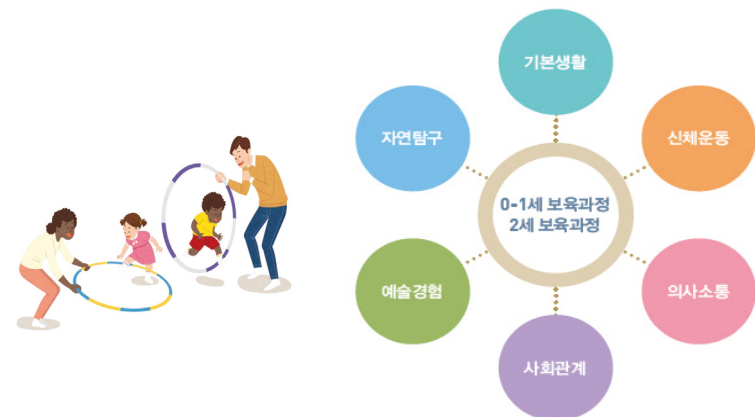 기본생활
자연탐구
신체운동
0-1세 보육과정
2세 보육과정
예술경험
의사소통
사회관계